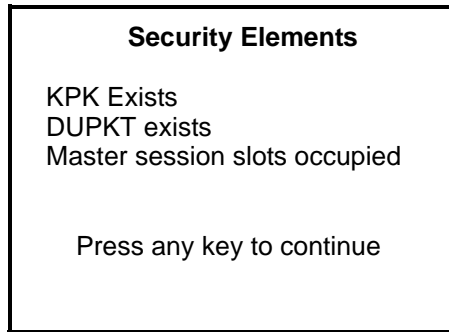 Security Elements
KPK Exists
DUPKT exists
Master session slots occupied
Press any key to continue